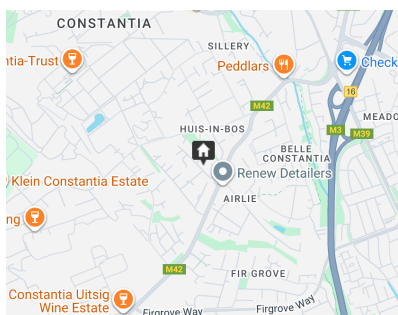 CONSTANTIA
SILLERY
ntia-Trust
Peddlars
Check
16
M42
MEADO
HUIS-IN-BOS
M3
M39
BELLE
CONSTANTIA
Renew Detailers
Klein Constantia Estate
AIRLIE
ng
M42
FIR GROVE
Constantia Uitsig
Wine Estate
Firgrove Way
Firgrove Way